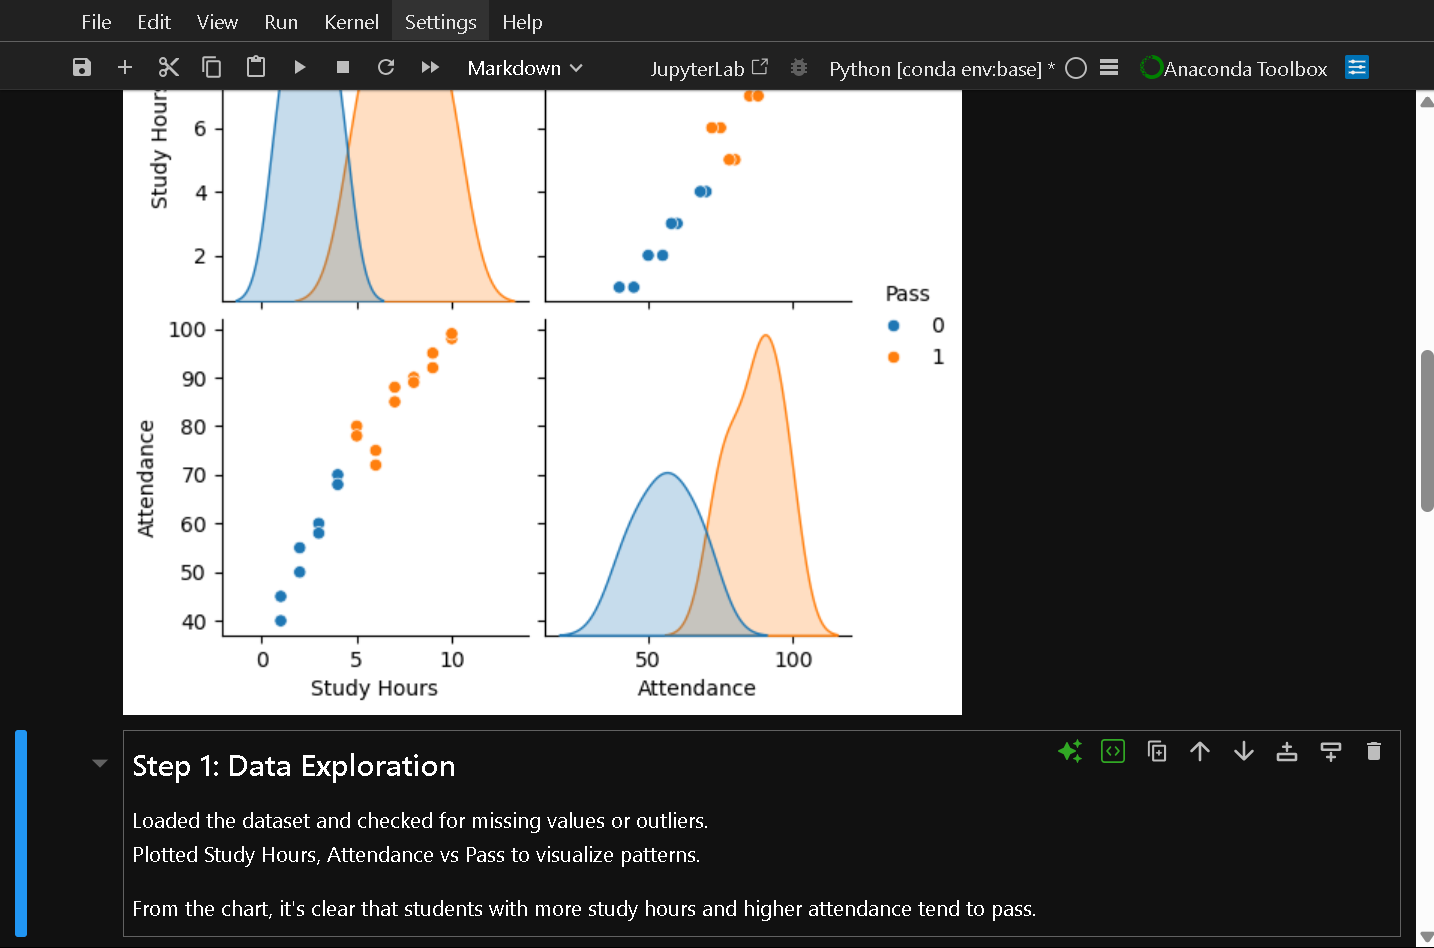 File Edit View Run Kernel Settings Help
Markdown JupyterLab Python [conda env:base] * Anaconda Toolbox
Study Hours
6
4
2
Pass
0
1
Attendance
100
90
80
70
60
50
40
0 5 10
50 100
Study Hours
Attendance
Step 1: Data Exploration
Loaded the dataset and checked for missing values or outliers.
Plotted Study Hours, Attendance vs Pass to visualize patterns.
From the chart, it's clear that students with more study hours and higher attendance tend to pass.